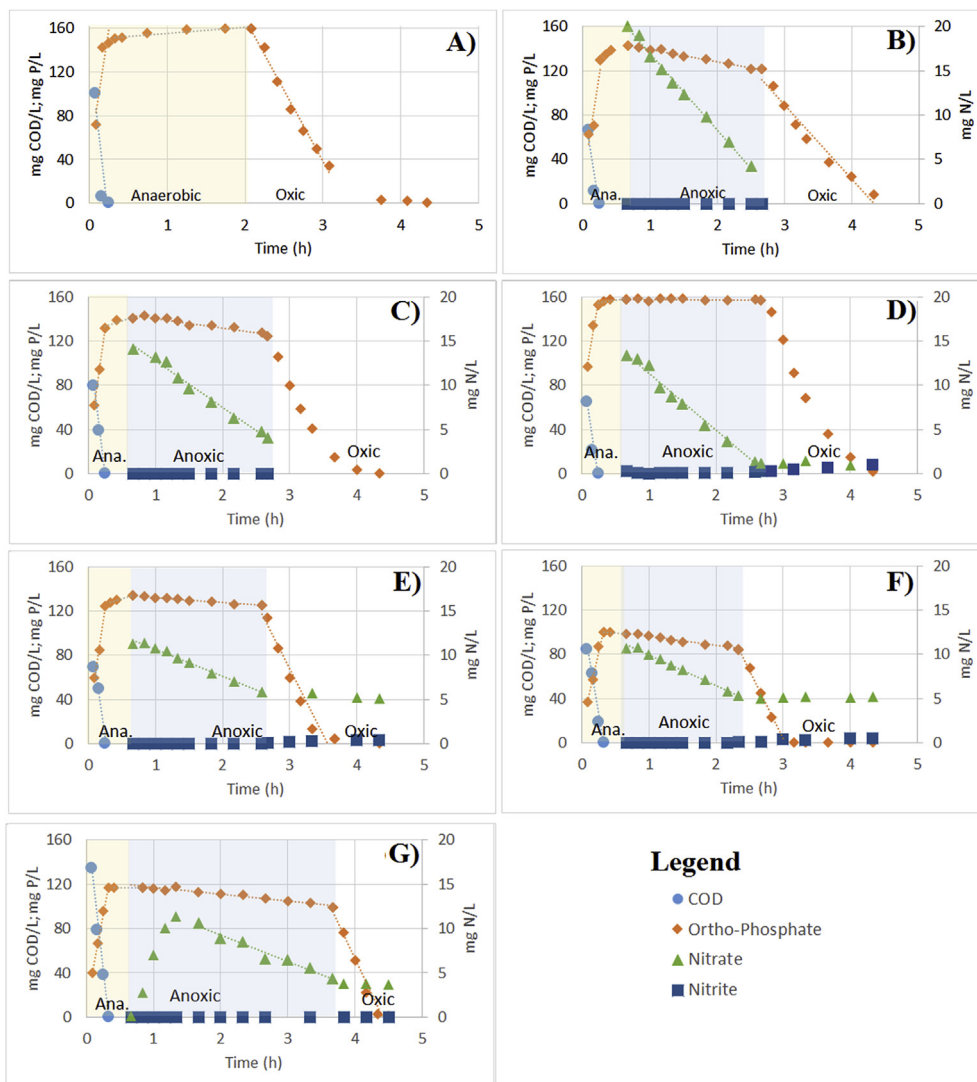 A)
mg COD/L; mg P/L
160
120
80
40
0
Anaerobic
Oxic
0 1 2 3 4 5
Time (h)
B)
mg COD/L; mg P/L
160
120
80
40
0
20
15
10
5
0
mg N/L
Ana.
Anoxic
Oxic
0 1 2 3 4 5
Time (h)
C)
mg COD/L; mg P/L
160
120
80
40
0
20
15
10
5
0
mg N/L
Ana.
Anoxic
Oxic
0 1 2 3 4 5
Time (h)
D)
mg COD/L; mg P/L
160
120
80
40
0
20
15
10
5
0
mg N/L
Ana.
Anoxic
Oxic
0 1 2 3 4 5
Time (h)
E)
mg COD/L; mg P/L
160
120
80
40
0
20
15
10
5
0
mg N/L
Ana.
Anoxic
Oxic
0 1 2 3 4 5
Time (h)
F)
mg COD/L; mg P/L
160
120
80
40
0
20
15
10
5
0
mg N/L
Ana.
Anoxic
Oxic
0 1 2 3 4 5
Time (h)
G)
mg COD/L; mg P/L
160
120
80
40
0
20
15
10
5
0
mg N/L
Ana.
Anoxic
Oxic
0 1 2 3 4 5
Time (h)
Legend
COD
Ortho-Phosphate
Nitrate
Nitrite